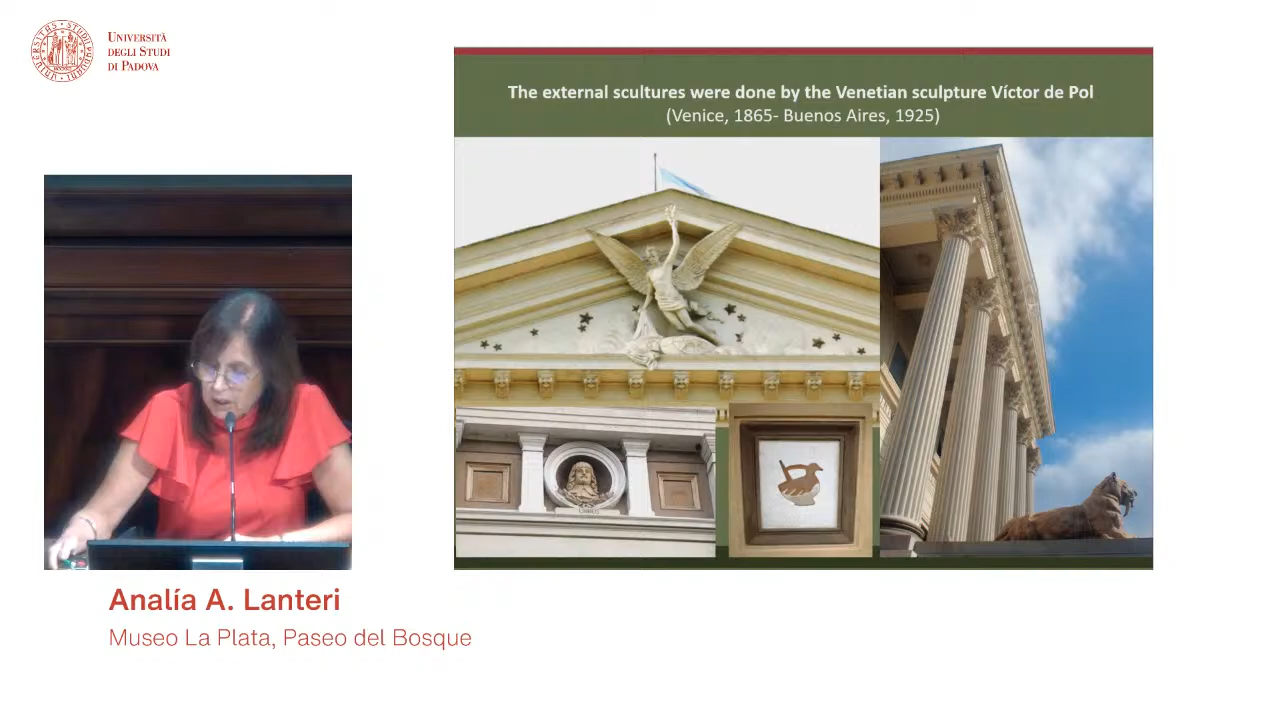 UNIVERSITÀ
DEGLI STUDI
DI PADOVA
The external scultures were done by the Venetian sculpture Víctor de Pol
(Venice, 1865- Buenos Aires, 1925)
Analía A. Lanteri
Museo La Plata, Paseo del Bosque